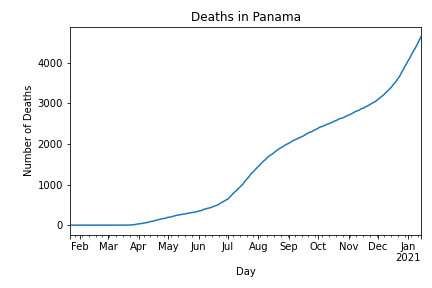 Deaths in Panama
Number of Deaths
4000
3000
2000
1000
0
Feb Mar Apr May Jun Jul Aug Sep Oct Nov Dec Jan
2021
Day